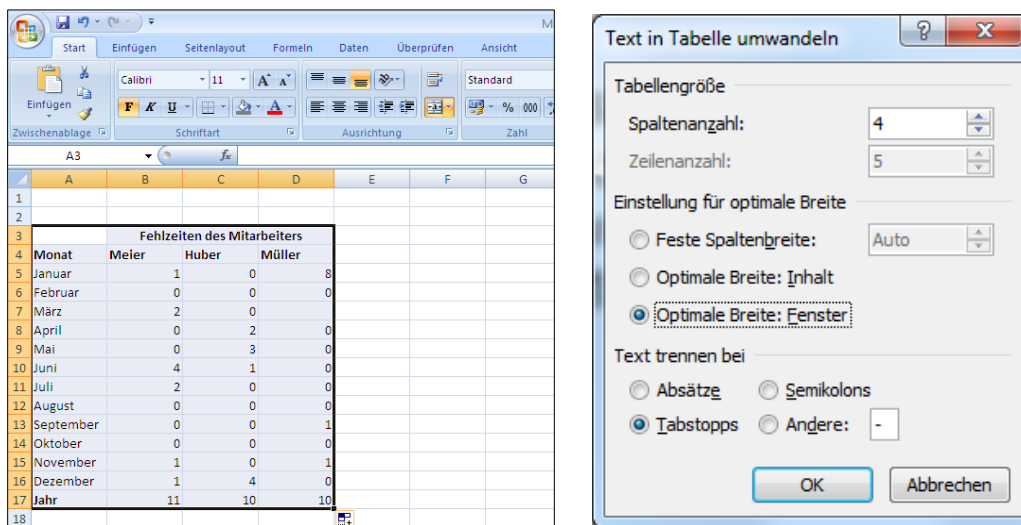 M
Start Einfügen Seitenlayout Formeln Daten Überprüfen Ansicht
Einfügen
Calibri 11 A A Standard
F K U A % 000
Zwischenablage Schriftart Ausrichtung Zahl
A3 fx
A B C D E F G
1
2
3 Fehlzeiten des Mitarbeiters
4 Monat Meier Huber Müller
5 Januar 1 0 8
6 Februar 0 0 0
7 März 2 0
8 April 0 2 0
9 Mai 0 3 0
10 Juni 4 1 0
11 Juli 2 0 0
12 August 0 0 0
13 September 0 0 1
14 Oktober 0 0 0
15 November 1 0 1
16 Dezember 1 4 0
17 Jahr 11 10 10
18
Text in Tabelle umwandeln
Tabellengröße
Spaltenanzahl: 4
Zeilenanzahl: 5
Einstellung für optimale Breite
Feste Spaltenbreite: Auto
Optimale Breite: Inhalt
Optimale Breite: Fenster
Text trennen bei
Absätze Semikolons
Tabstopps Andere: -
OK Abbrechen